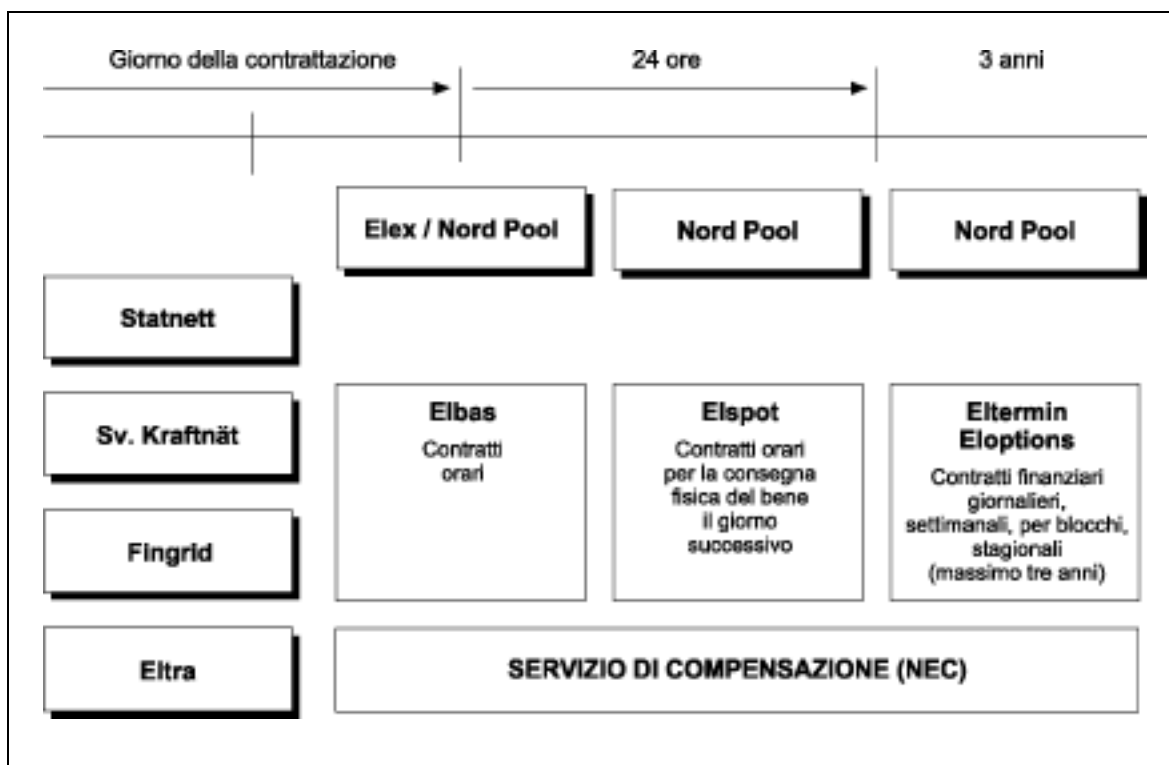 Giorno della contrattazione
24 ore
3 anni
Elex / Nord Pool
Nord Pool
Nord Pool
Statnett
Sv. Kraftnät
Fingrid
Eltra
Elbas
Contratti
orari
Elspot
Contratti orari
per la consegna
fisica del bene
il giorno
successivo
Eltermin
Eloptions
Contratti finanziari
giornalieri,
settimanali, per blocchi,
stagionali
(massimo tre anni)
SERVIZIO DI COMPENSAZIONE (NEC)